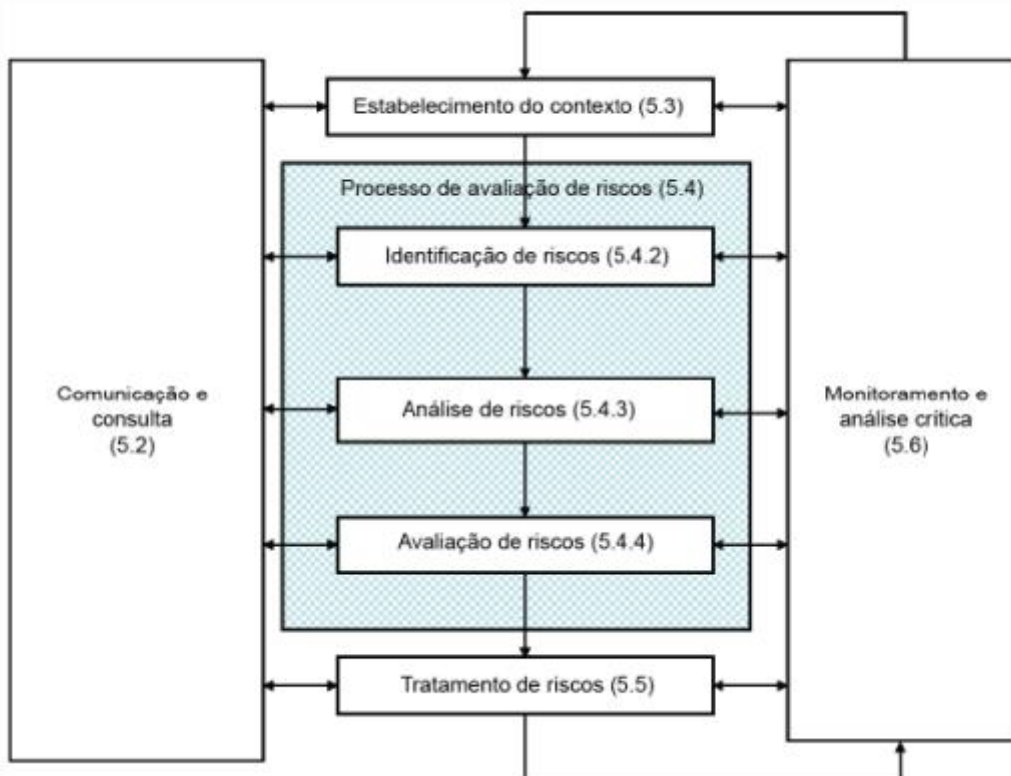 Estabelecimento do contexto (5.3)
Processo de avaliação de riscos (5.4)
Identificação de riscos (5.4.2)
Comunicação e
consulta
(5.2)
Análise de riscos (5.4.3)
Monitoramento e
análise crítica
(5.6)
Avaliação de riscos (5.4.4)
Tratamento de riscos (5.5)